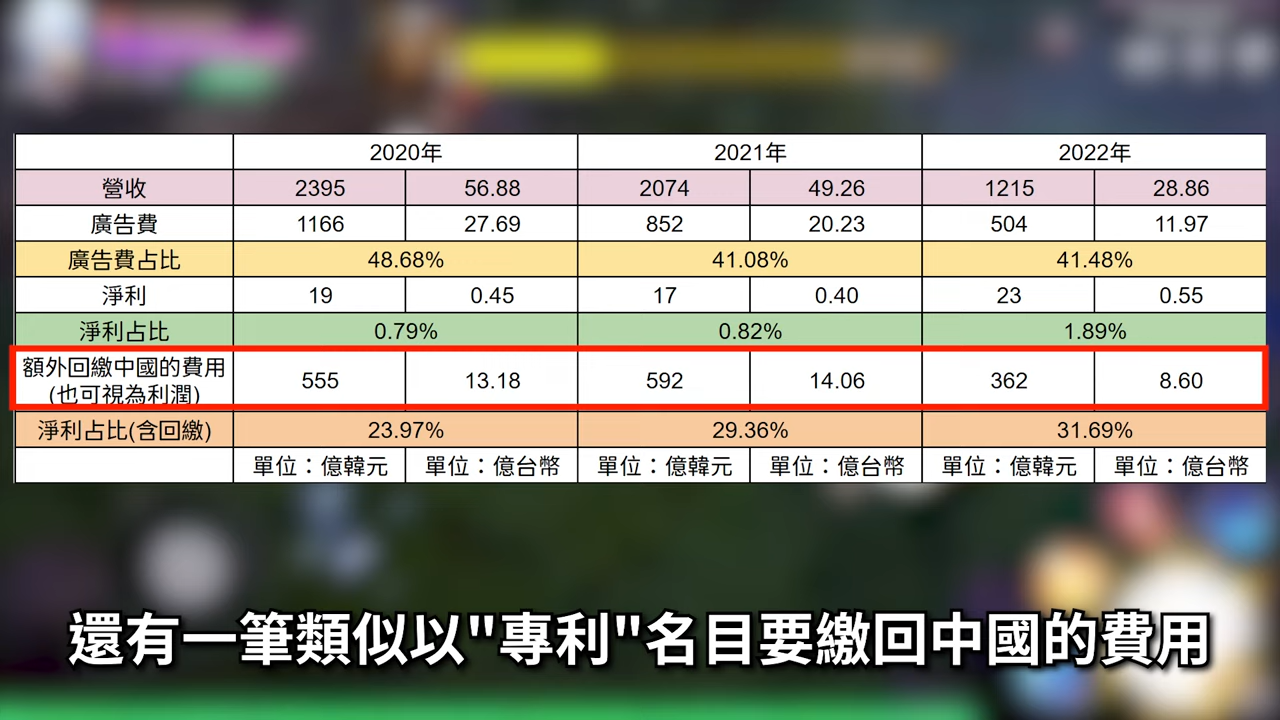 2020年 2021年 2022年
營收 2395 56.88 2074 49.26 1215 28.86
廣告費 1166 27.69 852 20.23 504 11.97
廣告費占比 48.68% 41.08% 41.48%
淨利 19 0.45 17 0.40 23 0.55
淨利占比 0.79% 0.82% 1.89%
額外回繳中國的費用
(也可視為利潤) 555 13.18 592 14.06 362 8.60
淨利占比(含回繳) 23.97% 29.36% 31.69%
單位：億韓元 單位：億台幣 單位：億韓元 單位：億台幣 單位：億韓元 單位：億台幣
還有一筆類似以"專利"名目要繳回中國的費用